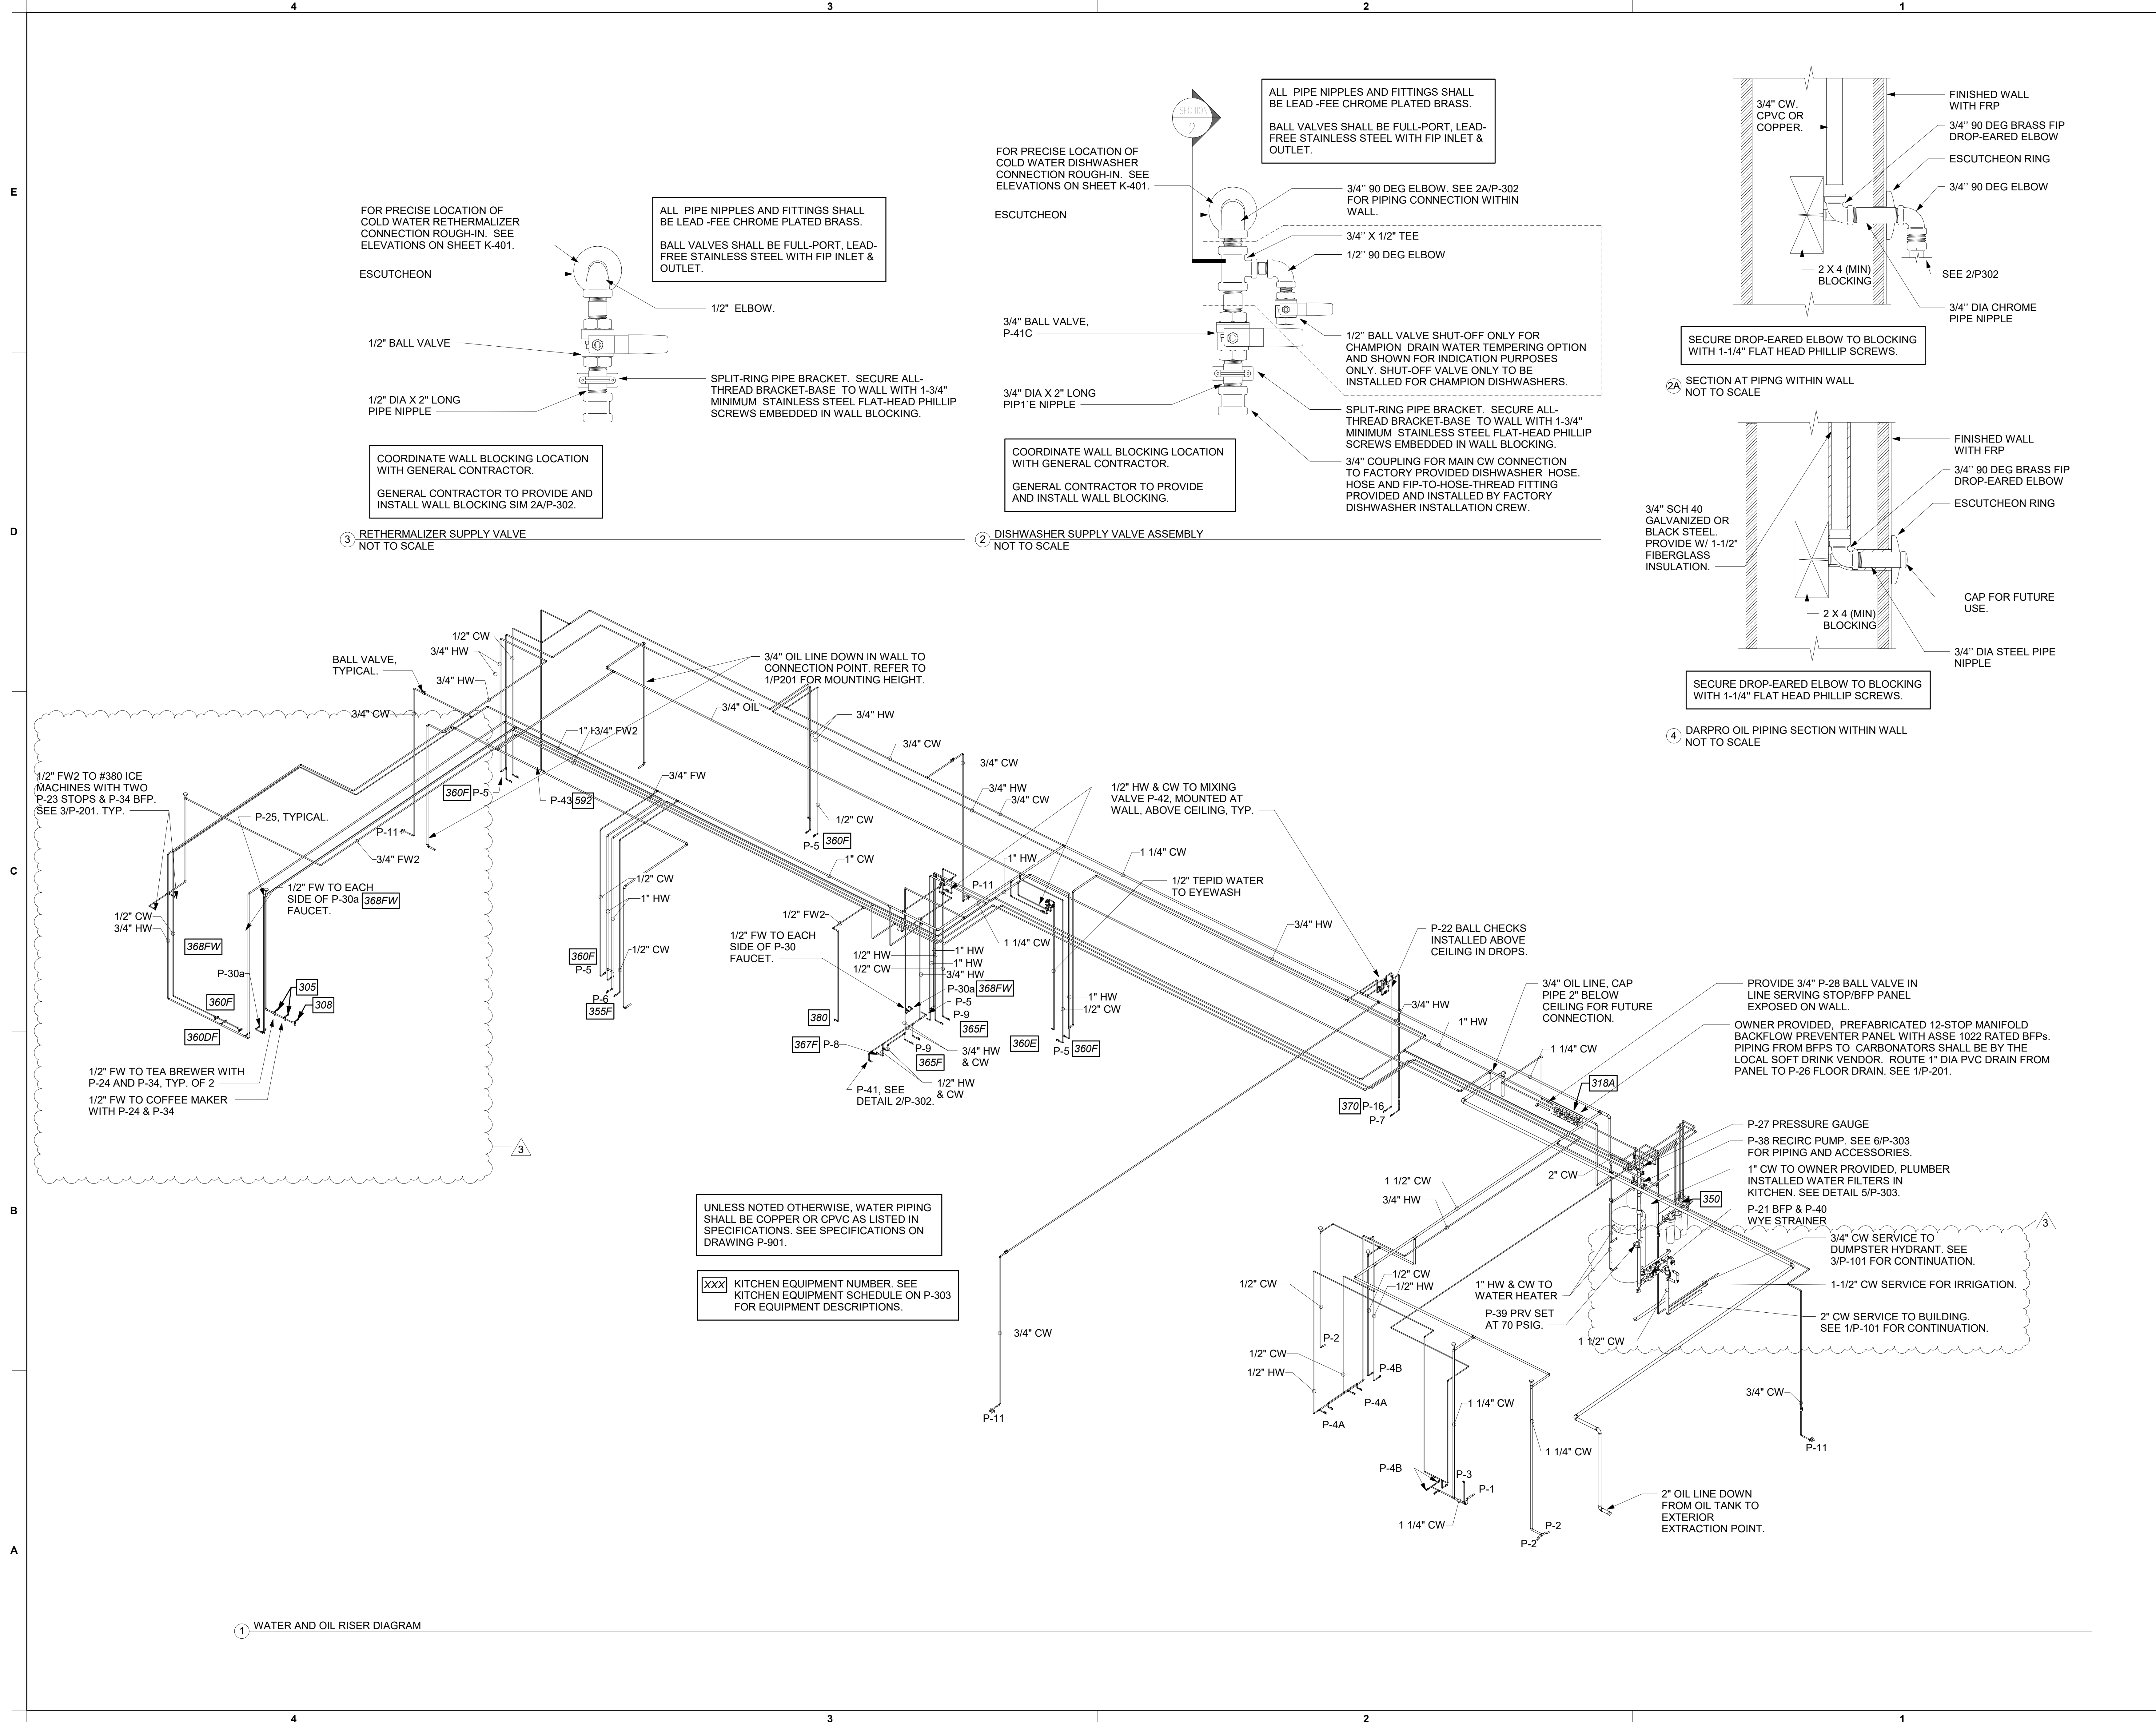 4
3
2
1
E
D
C
B
A
FOR PRECISE LOCATION OF
COLD WATER RETHERMALIZER
CONNECTION ROUGH-IN. SEE
ELEVATIONS ON SHEET K-401.
ESCUTCHEON
1/2" BALL VALVE
1/2" DIA X 2" LONG
PIPE NIPPLE
ALL PIPE NIPPLES AND FITTINGS SHALL
BE LEAD -FEE CHROME PLATED BRASS.
BALL VALVES SHALL BE FULL-PORT, LEAD-
FREE STAINLESS STEEL WITH FIP INLET &
OUTLET.
1/2" ELBOW.
SPLIT-RING PIPE BRACKET. SECURE ALL-
THREAD BRACKET-BASE TO WALL WITH 1-3/4"
MINIMUM STAINLESS STEEL FLAT-HEAD PHILLIP
SCREWS EMBEDDED IN WALL BLOCKING.
COORDINATE WALL BLOCKING LOCATION
WITH GENERAL CONTRACTOR.
GENERAL CONTRACTOR TO PROVIDE AND
INSTALL WALL BLOCKING SIM 2A/P-302.
3 RETHERMALIZER SUPPLY VALVE
NOT TO SCALE
SECTION
2
ALL PIPE NIPPLES AND FITTINGS SHALL
BE LEAD -FEE CHROME PLATED BRASS.
BALL VALVES SHALL BE FULL-PORT, LEAD-
FREE STAINLESS STEEL WITH FIP INLET &
OUTLET.
FOR PRECISE LOCATION OF
COLD WATER DISHWASHER
CONNECTION ROUGH-IN. SEE
ELEVATIONS ON SHEET K-401.
ESCUTCHEON
3/4" BALL VALVE,
P-41C
3/4" DIA X 2" LONG
PIP1`E NIPPLE
3/4'' 90 DEG ELBOW. SEE 2A/P-302
FOR PIPING CONNECTION WITHIN
WALL.
3/4'' X 1/2" TEE
1/2'' 90 DEG ELBOW
1/2'' BALL VALVE SHUT-OFF ONLY FOR
CHAMPION DRAIN WATER TEMPERING OPTION
AND SHOWN FOR INDICATION PURPOSES
ONLY. SHUT-OFF VALVE ONLY TO BE
INSTALLED FOR CHAMPION DISHWASHERS.
SPLIT-RING PIPE BRACKET. SECURE ALL-
THREAD BRACKET-BASE TO WALL WITH 1-3/4"
MINIMUM STAINLESS STEEL FLAT-HEAD PHILLIP
SCREWS EMBEDDED IN WALL BLOCKING.
3/4" COUPLING FOR MAIN CW CONNECTION
TO FACTORY PROVIDED DISHWASHER HOSE.
HOSE AND FIP-TO-HOSE-THREAD FITTING
PROVIDED AND INSTALLED BY FACTORY
DISHWASHER INSTALLATION CREW.
COORDINATE WALL BLOCKING LOCATION
WITH GENERAL CONTRACTOR.
GENERAL CONTRACTOR TO PROVIDE
AND INSTALL WALL BLOCKING.
2 DISHWASHER SUPPLY VALVE ASSEMBLY
NOT TO SCALE
3/4" CW.
CPVC OR
COPPER.
FINISHED WALL
WITH FRP
3/4'' 90 DEG BRASS FIP
DROP-EARED ELBOW
ESCUTCHEON RING
3/4'' 90 DEG ELBOW
2 X 4 (MIN)
BLOCKING
SEE 2/P302
3/4'' DIA CHROME
PIPE NIPPLE
SECURE DROP-EARED ELBOW TO BLOCKING
WITH 1-1/4" FLAT HEAD PHILLIP SCREWS.
2A SECTION AT PIPNG WITHIN WALL
NOT TO SCALE
3/4" SCH 40
GALVANIZED OR
BLACK STEEL.
PROVIDE W/ 1-1/2"
FIBERGLASS
INSULATION.
FINISHED WALL
WITH FRP
3/4'' 90 DEG BRASS FIP
DROP-EARED ELBOW
ESCUTCHEON RING
CAP FOR FUTURE
USE.
2 X 4 (MIN)
BLOCKING
3/4'' DIA STEEL PIPE
NIPPLE
SECURE DROP-EARED ELBOW TO BLOCKING
WITH 1-1/4" FLAT HEAD PHILLIP SCREWS.
4 DARPRO OIL PIPING SECTION WITHIN WALL
NOT TO SCALE
1/2" CW
3/4" HW
BALL VALVE,
TYPICAL.
3/4" HW
3/4" CW
3/4" OIL LINE DOWN IN WALL TO
CONNECTION POINT. REFER TO
1/P201 FOR MOUNTING HEIGHT.
3/4" OIL
3/4" HW
1"
3/4" FW2
3/4" CW
3/4" CW
3/4" FW
3/4" HW
3/4" CW
1/2" FW2 TO #380 ICE
MACHINES WITH TWO
P-23 STOPS & P-34 BFP.
SEE 3/P-201. TYP.
360F P-5
P-43 592
P-25, TYPICAL.
P-11
3/4" FW2
1/2" HW & CW TO MIXING
VALVE P-42, MOUNTED AT
WALL, ABOVE CEILING, TYP.
1/2" CW
P-5 360F
1" CW
1" HW
1 1/4" CW
1/2" FW TO EACH
SIDE OF P-30a 368FW
FAUCET.
1/2" CW
3/4" HW
368FW
P-30a
360F
360DF
305
308
1/2" CW
1" HW
1/2" CW
360F
P-5
P-6
355F
1/2" FW2
1/2" FW TO EACH
SIDE OF P-30
FAUCET.
P-11
1/2" TEPID WATER
TO EYEWASH
1 1/4" CW
1/2" HW
1/2" CW
1" HW
1" HW
3/4" HW
P-30a 368FW
P-5
P-9
365F
380
367F P-8
P-9
365F
3/4" HW
& CW
1/2" HW
& CW
P-41, SEE
DETAIL 2/P-302.
1" HW
1/2" CW
360E
P-5 360F
3/4" HW
P-22 BALL CHECKS
INSTALLED ABOVE
CEILING IN DROPS.
3/4" HW
1" HW
370 P-16
P-7
3/4" OIL LINE, CAP
PIPE 2" BELOW
CEILING FOR FUTURE
CONNECTION.
1 1/4" CW
318A
PROVIDE 3/4" P-28 BALL VALVE IN
LINE SERVING STOP/BFP PANEL
EXPOSED ON WALL.
OWNER PROVIDED, PREFABRICATED 12-STOP MANIFOLD
BACKFLOW PREVENTER PANEL WITH ASSE 1022 RATED BFPs.
PIPING FROM BFPS TO CARBONATORS SHALL BE BY THE
LOCAL SOFT DRINK VENDOR. ROUTE 1" DIA PVC DRAIN FROM
PANEL TO P-26 FLOOR DRAIN. SEE 1/P-201.
1/2" FW TO TEA BREWER WITH
P-24 AND P-34, TYP. OF 2
1/2" FW TO COFFEE MAKER
WITH P-24 & P-34
3
P-27 PRESSURE GAUGE
P-38 RECIRC PUMP. SEE 6/P-303
FOR PIPING AND ACCESSORIES.
1" CW TO OWNER PROVIDED, PLUMBER
INSTALLED WATER FILTERS IN
KITCHEN. SEE DETAIL 5/P-303.
350
P-21 BFP & P-40
WYE STRAINER
3
2" CW
1 1/2" CW
3/4" HW
3/4" CW SERVICE TO
DUMPSTER HYDRANT. SEE
3/P-101 FOR CONTINUATION.
1-1/2" CW SERVICE FOR IRRIGATION.
2" CW SERVICE TO BUILDING.
SEE 1/P-101 FOR CONTINUATION.
1" HW & CW TO
WATER HEATER
P-39 PRV SET
AT 70 PSIG.
1 1/2" CW
UNLESS NOTED OTHERWISE, WATER PIPING
SHALL BE COPPER OR CPVC AS LISTED IN
SPECIFICATIONS. SEE SPECIFICATIONS ON
DRAWING P-901.
XXX KITCHEN EQUIPMENT NUMBER. SEE
KITCHEN EQUIPMENT SCHEDULE ON P-303
FOR EQUIPMENT DESCRIPTIONS.
3/4" CW
P-11
1/2" CW
1/2" CW
1/2" HW
P-2
1/2" CW
1/2" HW
P-4B
P-4A
P-4A
1 1/4" CW
1 1/4" CW
P-4B
P-3
P-1
1 1/4" CW
P-2
P-2
3/4" CW
P-11
2" OIL LINE DOWN
FROM OIL TANK TO
EXTERIOR
EXTRACTION POINT.
1 WATER AND OIL RISER DIAGRAM
4
3
2
1